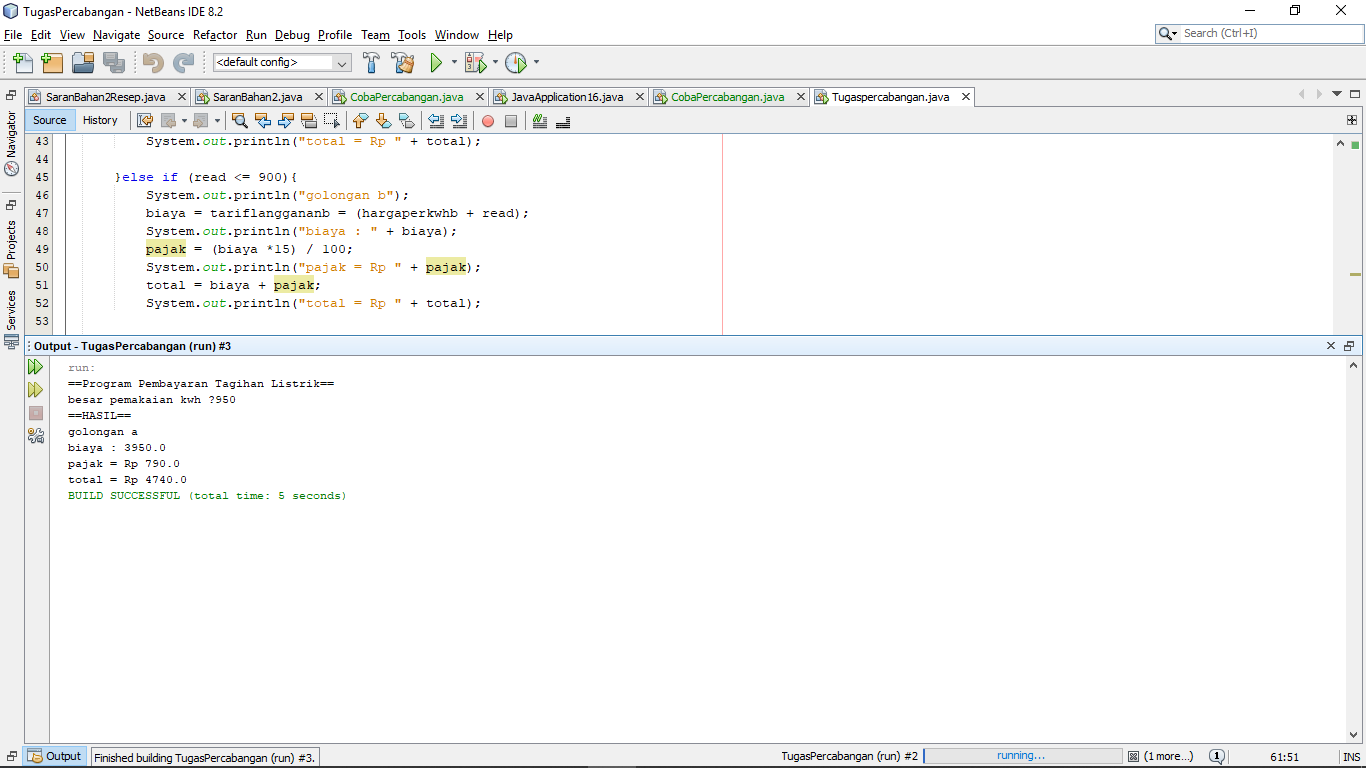 TugasPercabangan - NetBeans IDE 8.2
File Edit View Navigate Source Refactor Run Debug Profile Team Tools Window Help
Search (Ctrl+I)
<default config>
SaranBahan2Resep.java SaranBahan2.java CobaPercabangan.java JavaApplication16.java CobaPercabangan.java Tugaspercabangan.java
Source History
Navigator
Projects
Services
43 System.out.println("total = Rp " + total);
44
45 }else if (read <= 900){
46 System.out.println("golongan b");
47 biaya = tariflanggananb = (hargaperkwhb + read);
48 System.out.println("biaya : " + biaya);
49 pajak = (biaya *15) / 100;
50 System.out.println("pajak = Rp " + pajak);
51 total = biaya + pajak;
52 System.out.println("total = Rp " + total);
53
Output - TugasPercabangan (run) #3
run:
==Program Pembayaran Tagihan Listrik==
besar pemakaian kwh ?950
==HASIL==
golongan a
biaya : 3950.0
pajak = Rp 790.0
total = Rp 4740.0
BUILD SUCCESSFUL (total time: 5 seconds)
Output
Finished building TugasPercabangan (run) #3.
TugasPercabangan (run) #2 running... (1 more...) 1 61:51 INS